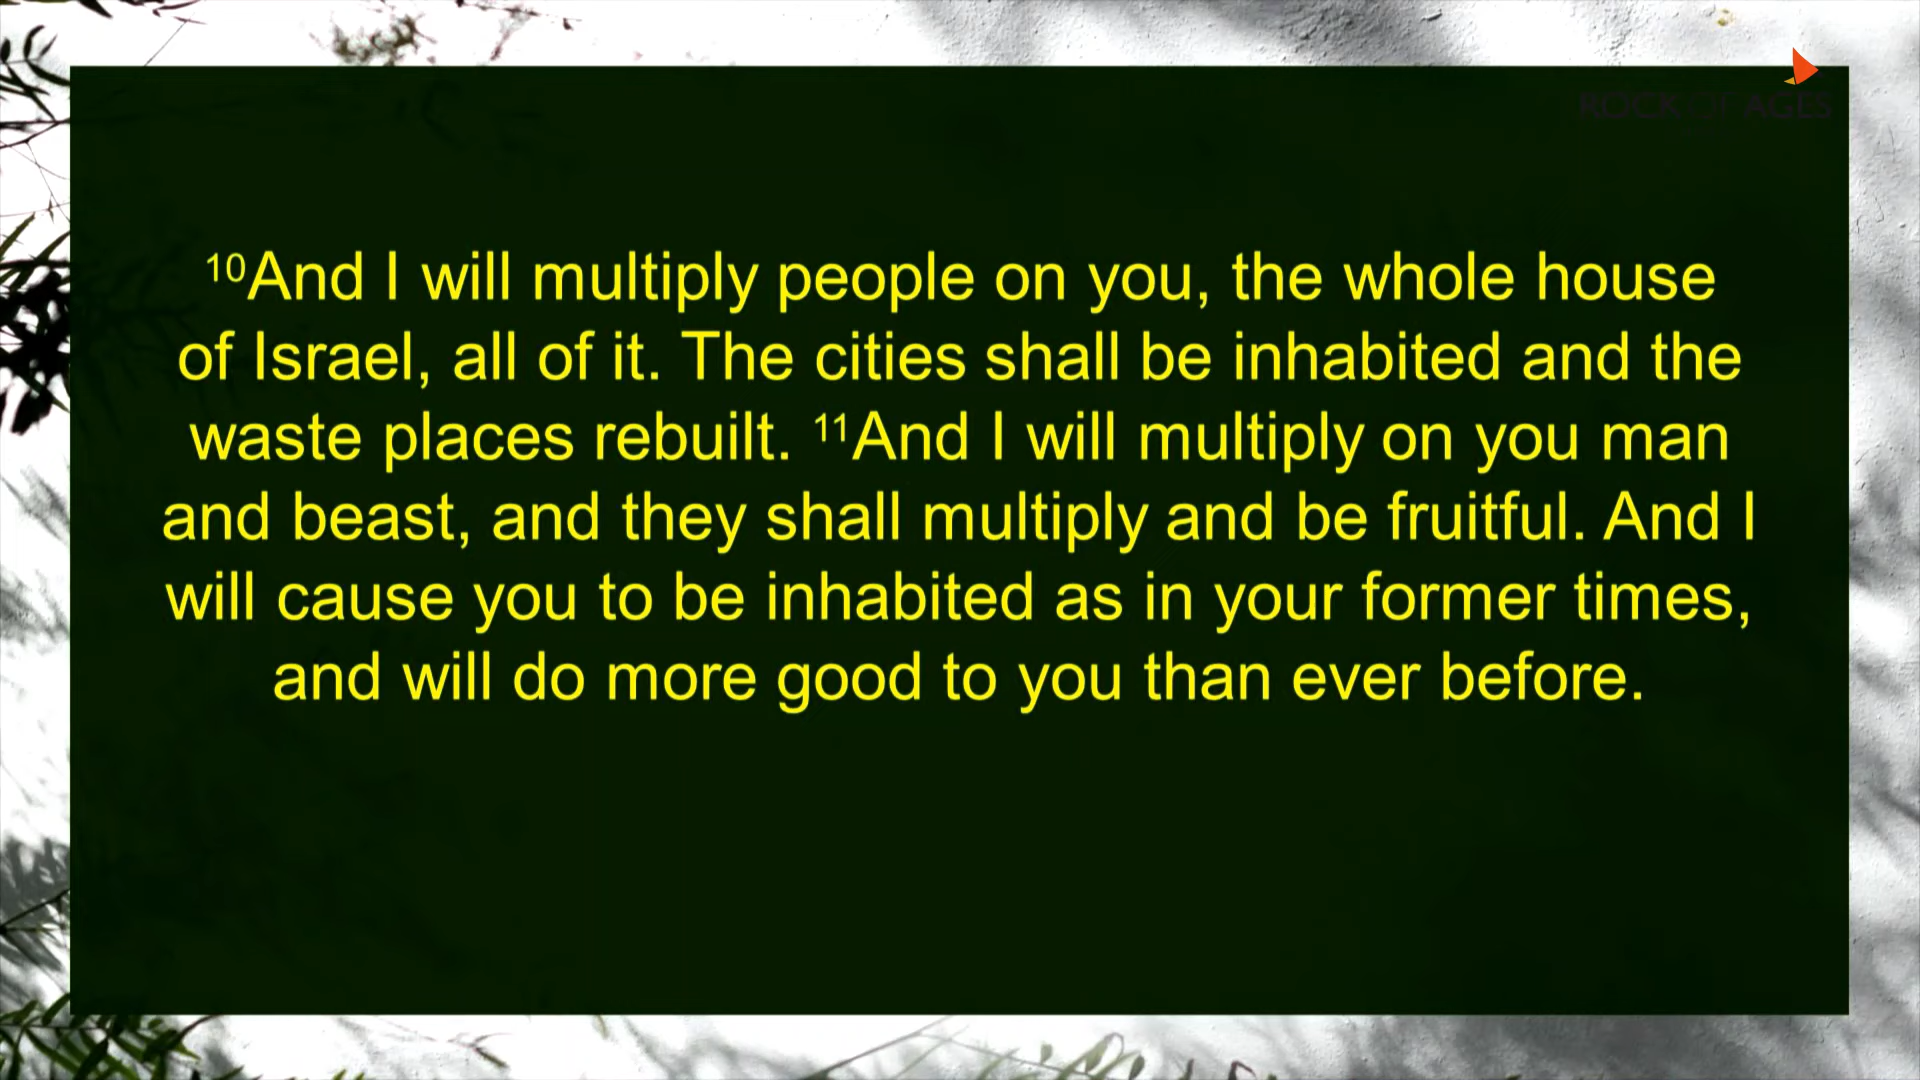 ROCK OF AGES
¹⁰And I will multiply people on you, the whole house
of Israel, all of it. The cities shall be inhabited and the
waste places rebuilt. ¹¹And I will multiply on you man
and beast, and they shall multiply and be fruitful. And I
will cause you to be inhabited as in your former times,
and will do more good to you than ever before.